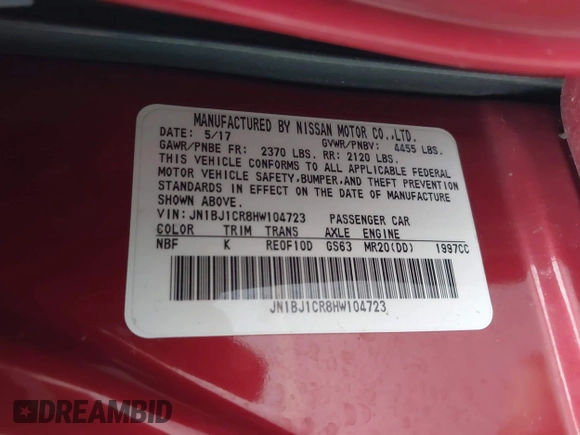 MANUFACTURED BY NISSAN MOTOR CO.,LTD.
DATE: 5/17 GVWR/PNBV: 4455 LBS.
GAWR/PNBE FR: 2370 LBS. RR: 2120 LBS.
THIS VEHICLE CONFORMS TO ALL APPLICABLE FEDERAL
MOTOR VEHICLE SAFETY,BUMPER,AND THEFT PREVENTION
STANDARDS IN EFFECT ON THE DATE OF MANUFACTURE
SHOWN ABOVE.
VIN: JN1BJ1CR8HW104723 PASSENGER CAR
COLOR TRIM TRANS AXLE ENGINE
NBF K RE0F10D GS63 MR20(DD) 1997CC
JN1BJ1CR8HW104723
DREAMBID